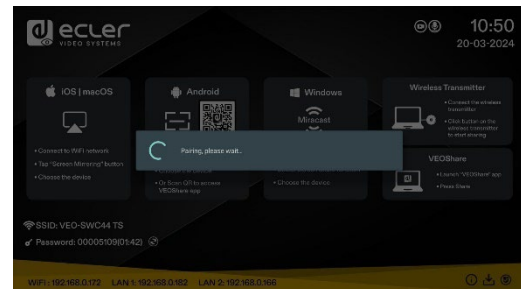 ecler
VIDEO SYSTEMS
10:50
20-03-2024
iOS | macOS
Android
Windows
Miracast
Wireless Transmitter
• Connect the wireless
transmitter
• Click button on the
wireless transmitter
to start sharing
Pairing, please wait..
• Connect to WiFi network
• Tap "Screen Mirroring" button
• Choose the device
• Or Scan QR to access
VEOShare app
• Choose the device
VEOShare
• Launch "VEOShare" app
• Press Share
SSID: VEO-SWC44 TS
Password: 00005109(01:42)
WiFi: 192.168.0.172 LAN 1: 192.168.0.162 LAN 2: 192.168.0.166